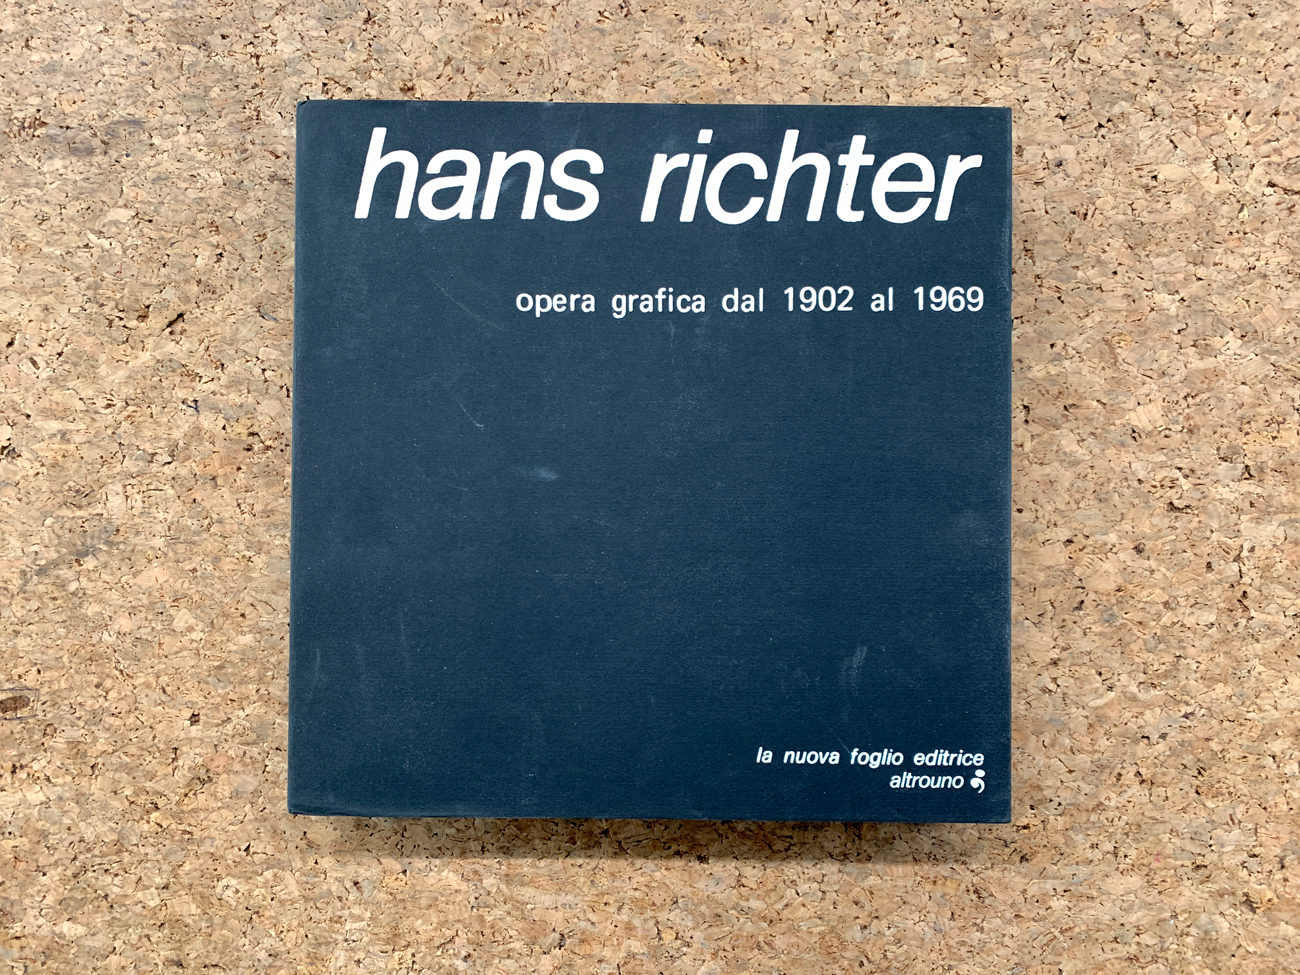 hans richter
opera grafica dal 1902 al 1969
la nuova foglio editrice
altrouno